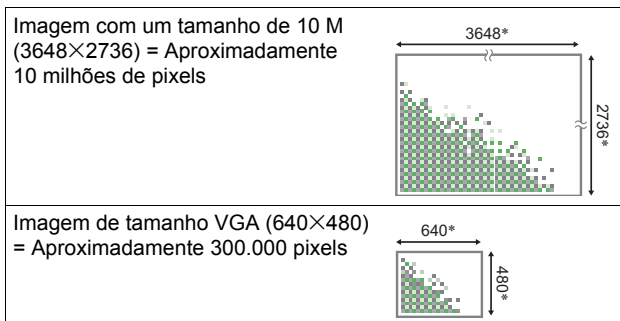 Imagem com um tamanho de 10 M
(3648×2736) = Aproximadamente
10 milhões de pixels
3648*
2736*
Imagem de tamanho VGA (640×480)
= Aproximadamente 300.000 pixels
640*
480*